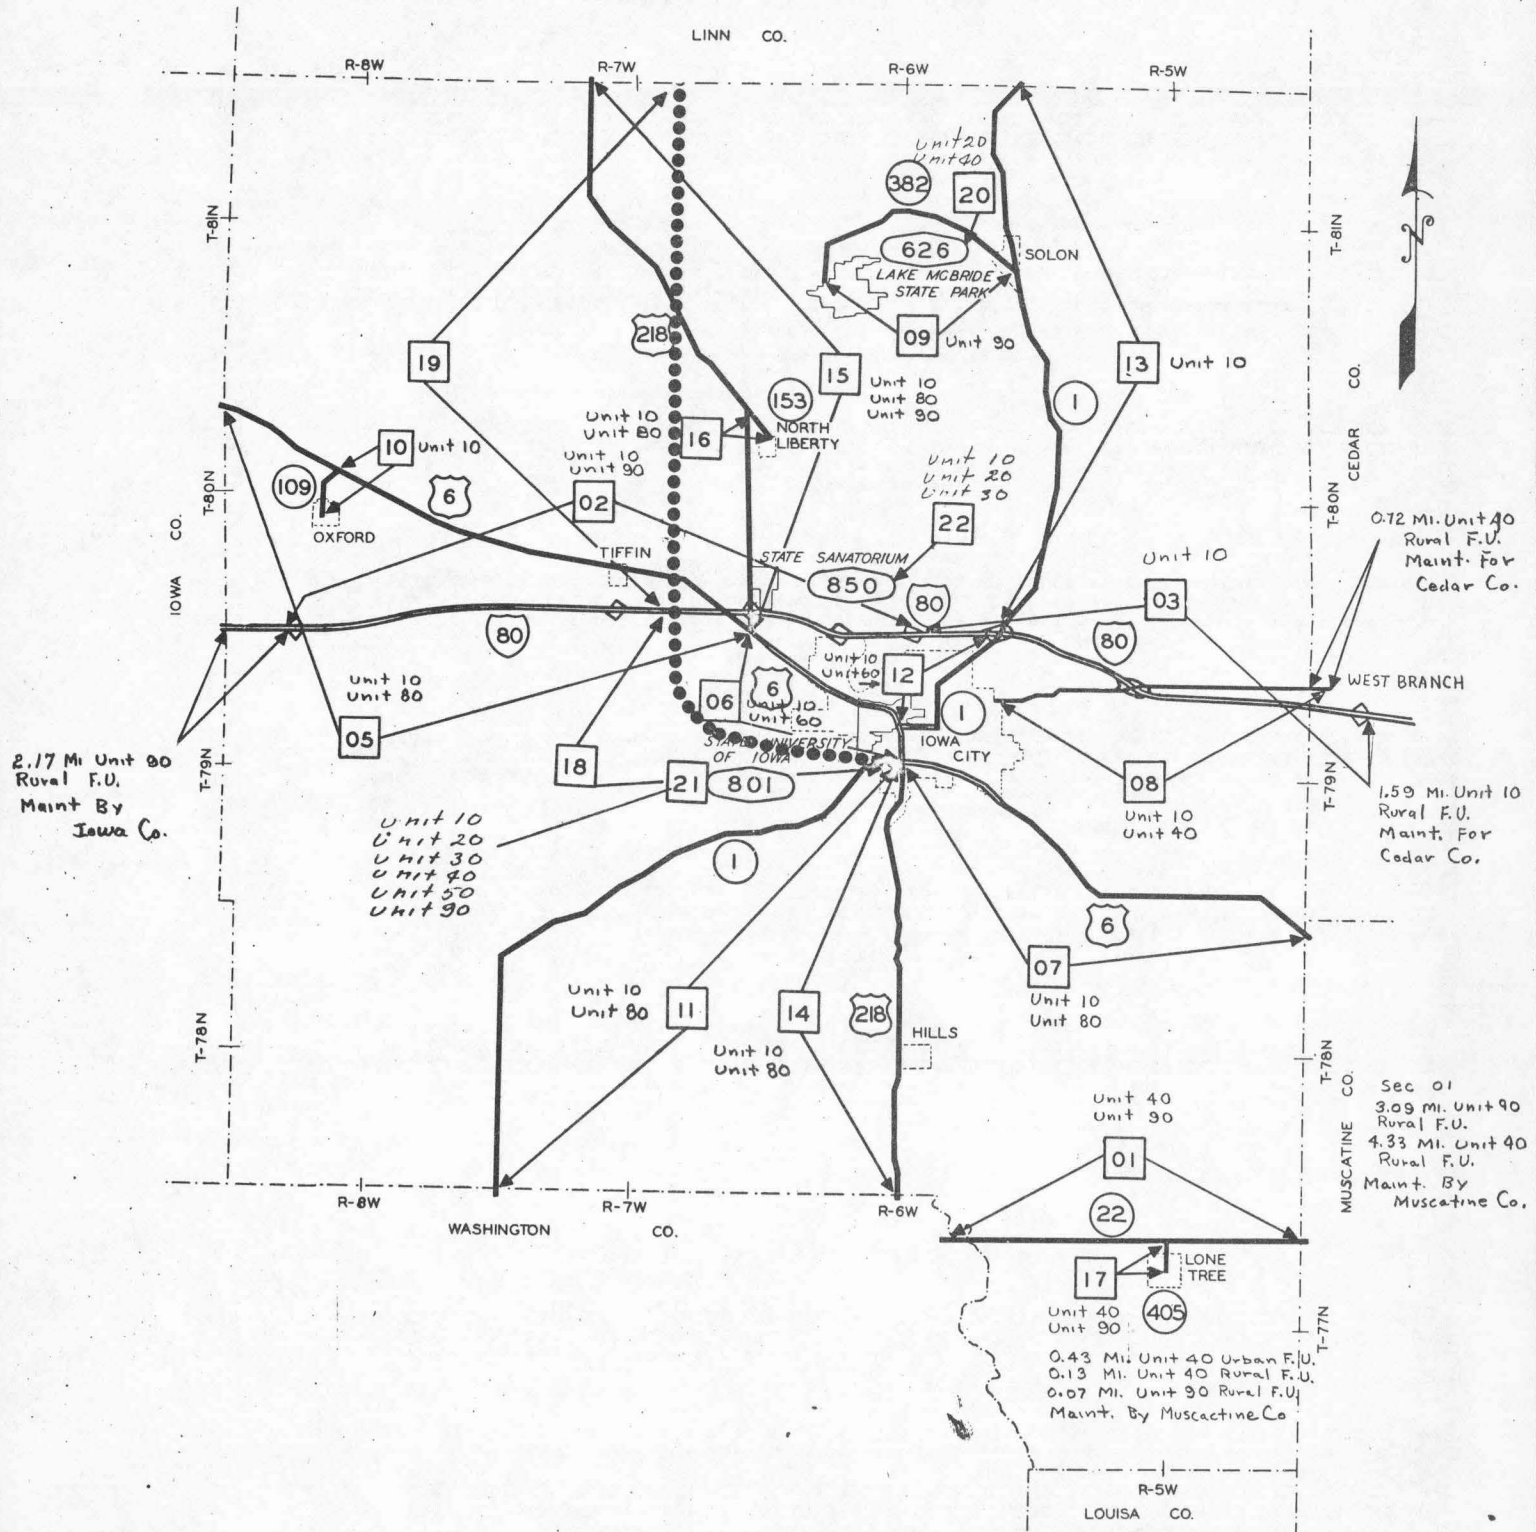 LINN CO.
R-8W
R-7W
R-6W
R-5W
T-81N
T-81N
Unit 20
Unit 40
382
20
626
SOLON
LAKE MCBRIDE
STATE PARK
09
Unit 90
218
19
15
Unit 10
Unit 80
Unit 90
13
Unit 10
1
153
NORTH
LIBERTY
Unit 10
Unit 80
16
CEDAR CO.
10
Unit 10
109
OXFORD
6
Unit 10
Unit 90
02
Unit 10
Unit 20
Unit 30
22
T-80N
T-80N
IOWA CO.
TIFFIN
STATE SANATORIUM
850
80
Unit 10
03
0.72 Mi. Unit 40
Rural F.U.
Maint. For
Cedar Co.
80
80
Unit 10
Unit 60
12
WEST BRANCH
Unit 10
Unit 80
05
06
6
Unit 10
Unit 60
1
STATE UNIVERSITY
OF IOWA
IOWA
CITY
2.17 Mi Unit 90
Rural F.U.
Maint By
Iowa Co.
T-79N
T-79N
18
21
801
08
Unit 10
Unit 40
1.59 Mi. Unit 10
Rural F.U.
Maint. For
Cedar Co.
Unit 10
Unit 20
Unit 30
Unit 40
Unit 50
Unit 90
1
6
07
Unit 10
Unit 80
Unit 10
Unit 80
11
14
Unit 10
Unit 80
218
HILLS
T-78N
T-78N
MUSCATINE CO.
Sec 01
3.09 Mi. Unit 90
Rural F.U.
4.33 Mi. Unit 40
Rural F.U.
Maint. By
Muscatine Co.
Unit 40
Unit 90
01
R-8W
R-7W
R-6W
WASHINGTON CO.
22
17
LONE
TREE
405
Unit 40
Unit 90
T-77N
0.43 Mi. Unit 40 Urban F.U.
0.13 Mi. Unit 40 Rural F.U.
0.07 Mi. Unit 90 Rural F.U.
Maint. By Muscactine Co
R-5W
LOUISA CO.